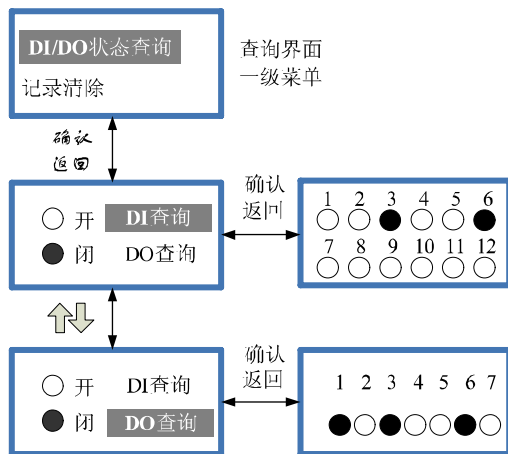 DI/DO状态查询
记录清除
查询界面
一级菜单
确认
返回
开 DI查询
闭 DO查询
确认
返回
1 2 3 4 5 6
7 8 9 10 11 12
开 DI查询
闭 DO查询
确认
返回
1 2 3 4 5 6 7